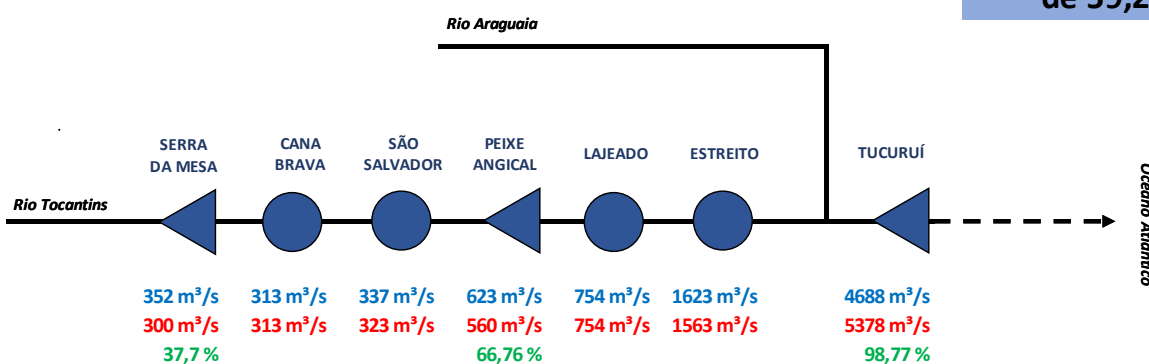 Rio Araguaia
SERRA
DA MESA
CANA
BRAVA
SÃO
SALVADOR
PEIXE
ANGICAL
LAJEADO
ESTREITO
TUCURUÍ
Rio Tocantins
Oceano Atlântico
352 m³/s 313 m³/s 337 m³/s 623 m³/s 754 m³/s 1623 m³/s 4688 m³/s
300 m³/s 313 m³/s 323 m³/s 560 m³/s 754 m³/s 1563 m³/s 5378 m³/s
37,7 % 66,76 % 98,77 %